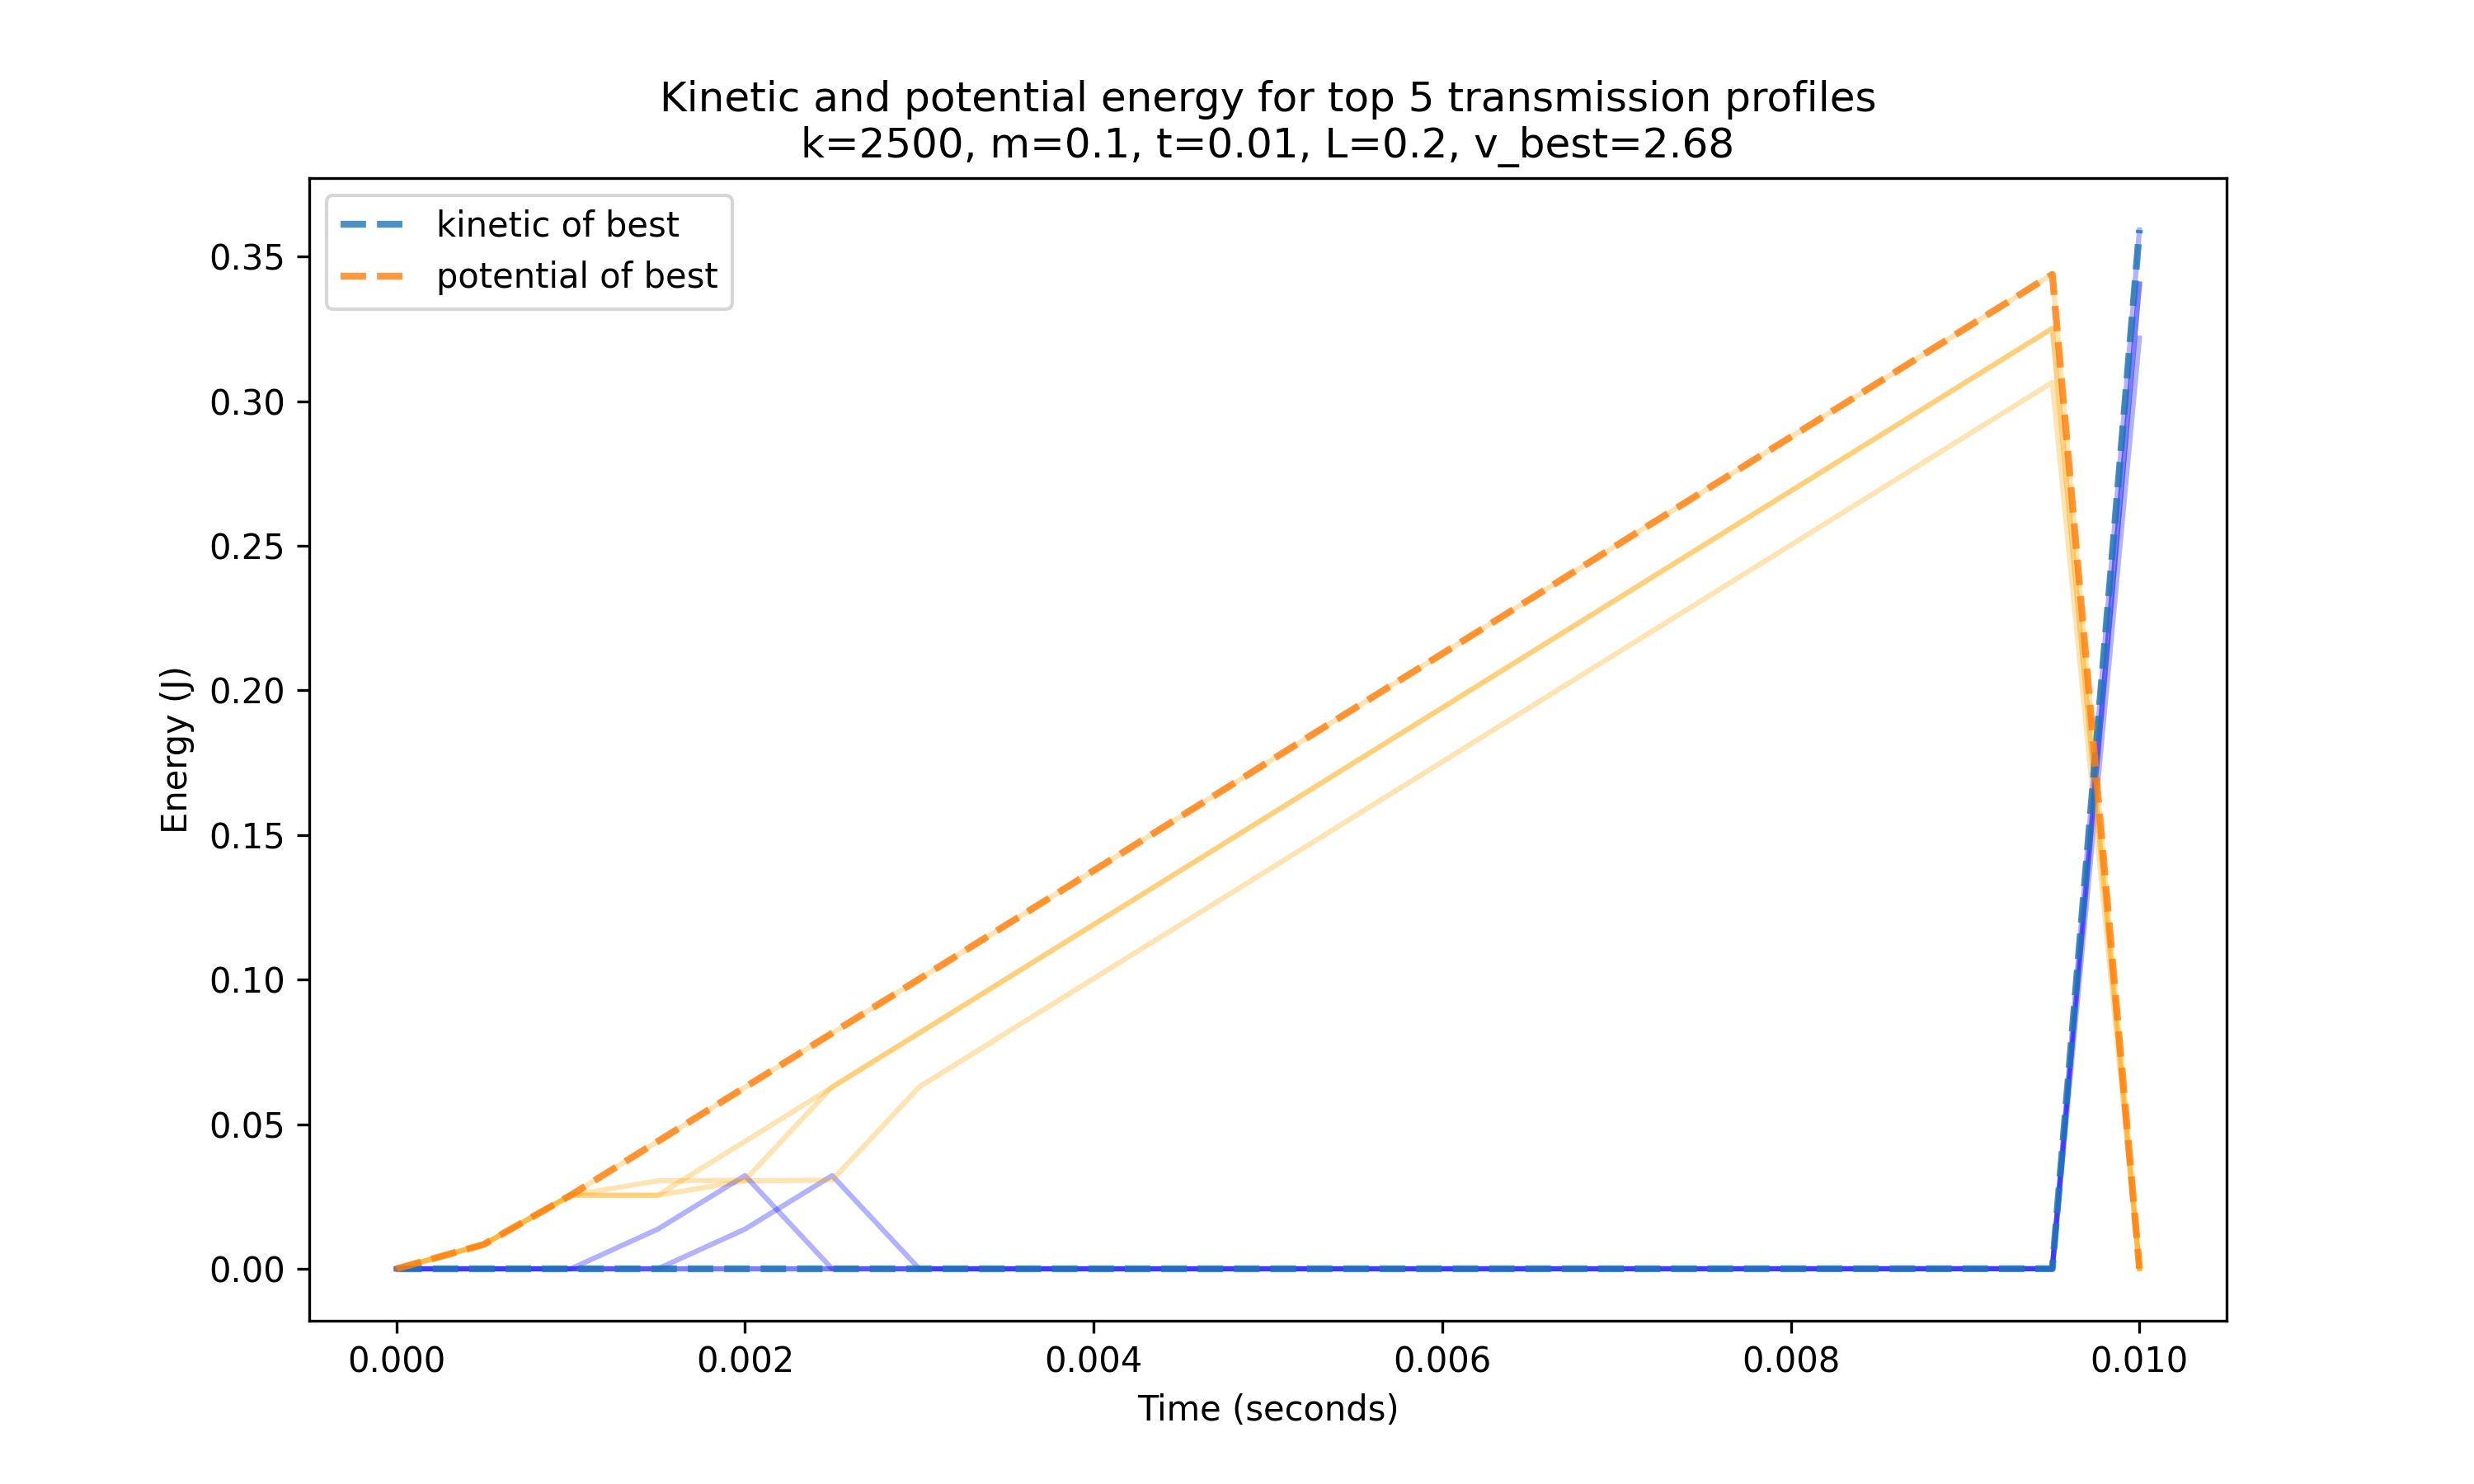 Kinetic and potential energy for top 5 transmission profiles
k=2500, m=0.1, t=0.01, L=0.2, v_best=2.68
kinetic of best
potential of best
0.35
0.30
0.25
0.20
0.15
0.10
0.05
0.00
Energy (J)
0.000 0.002 0.004 0.006 0.008 0.010
Time (seconds)